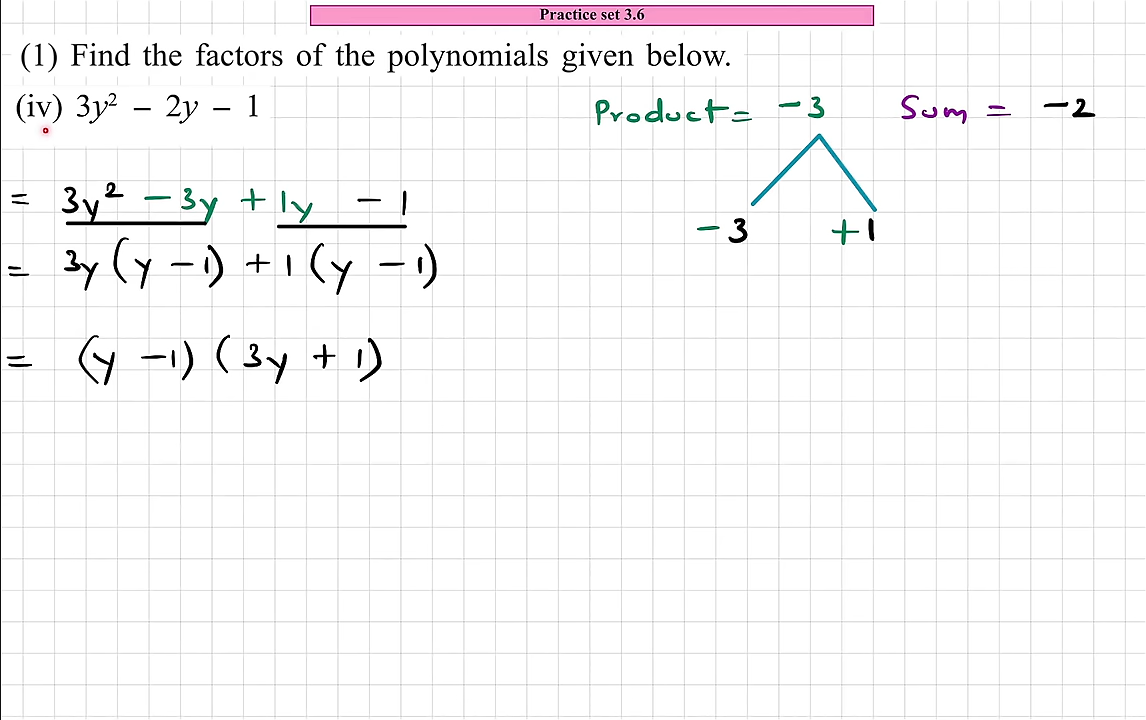 Practice set 3.6
(1) Find the factors of the polynomials given below.
(iv) 3y² − 2y − 1
Product = −3 Sum = −2
−3 +1
= 3y² − 3y + 1y − 1
= 3y(y − 1) + 1(y − 1)
= (y − 1)(3y + 1)